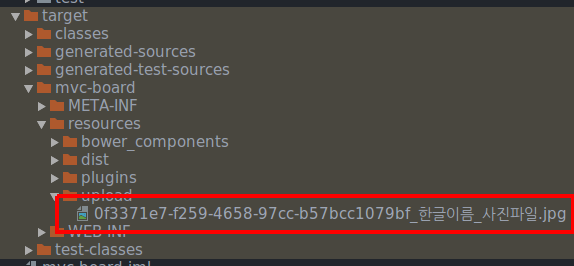 target
classes
generated-sources
generated-test-sources
mvc-board
META-INF
resources
bower_components
dist
plugins
upload
0f3371e7-f259-4658-97cc-b57bcc1079bf_한글이름_사진파일.jpg
WEB-INF
test-classes
mvc-board.iml